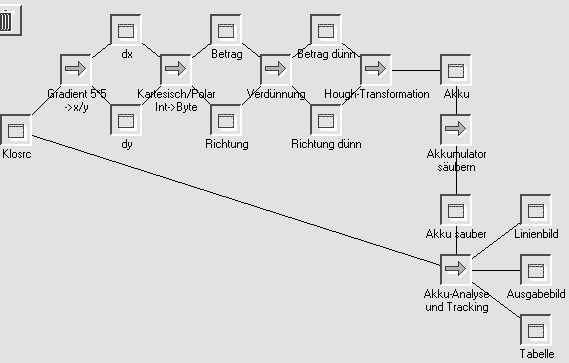 dx
Betrag
Betrag dünn
Gradient 5*5
->x/y
Kartesisch/Polar
Int->Byte
Verdünnung
Hough-Transformation
Akku
Klosrc
dy
Richtung
Richtung dünn
Akkumulator
säubern
Akku sauber
Linienbild
Akku-Analyse
und Tracking
Ausgabebild
Tabelle